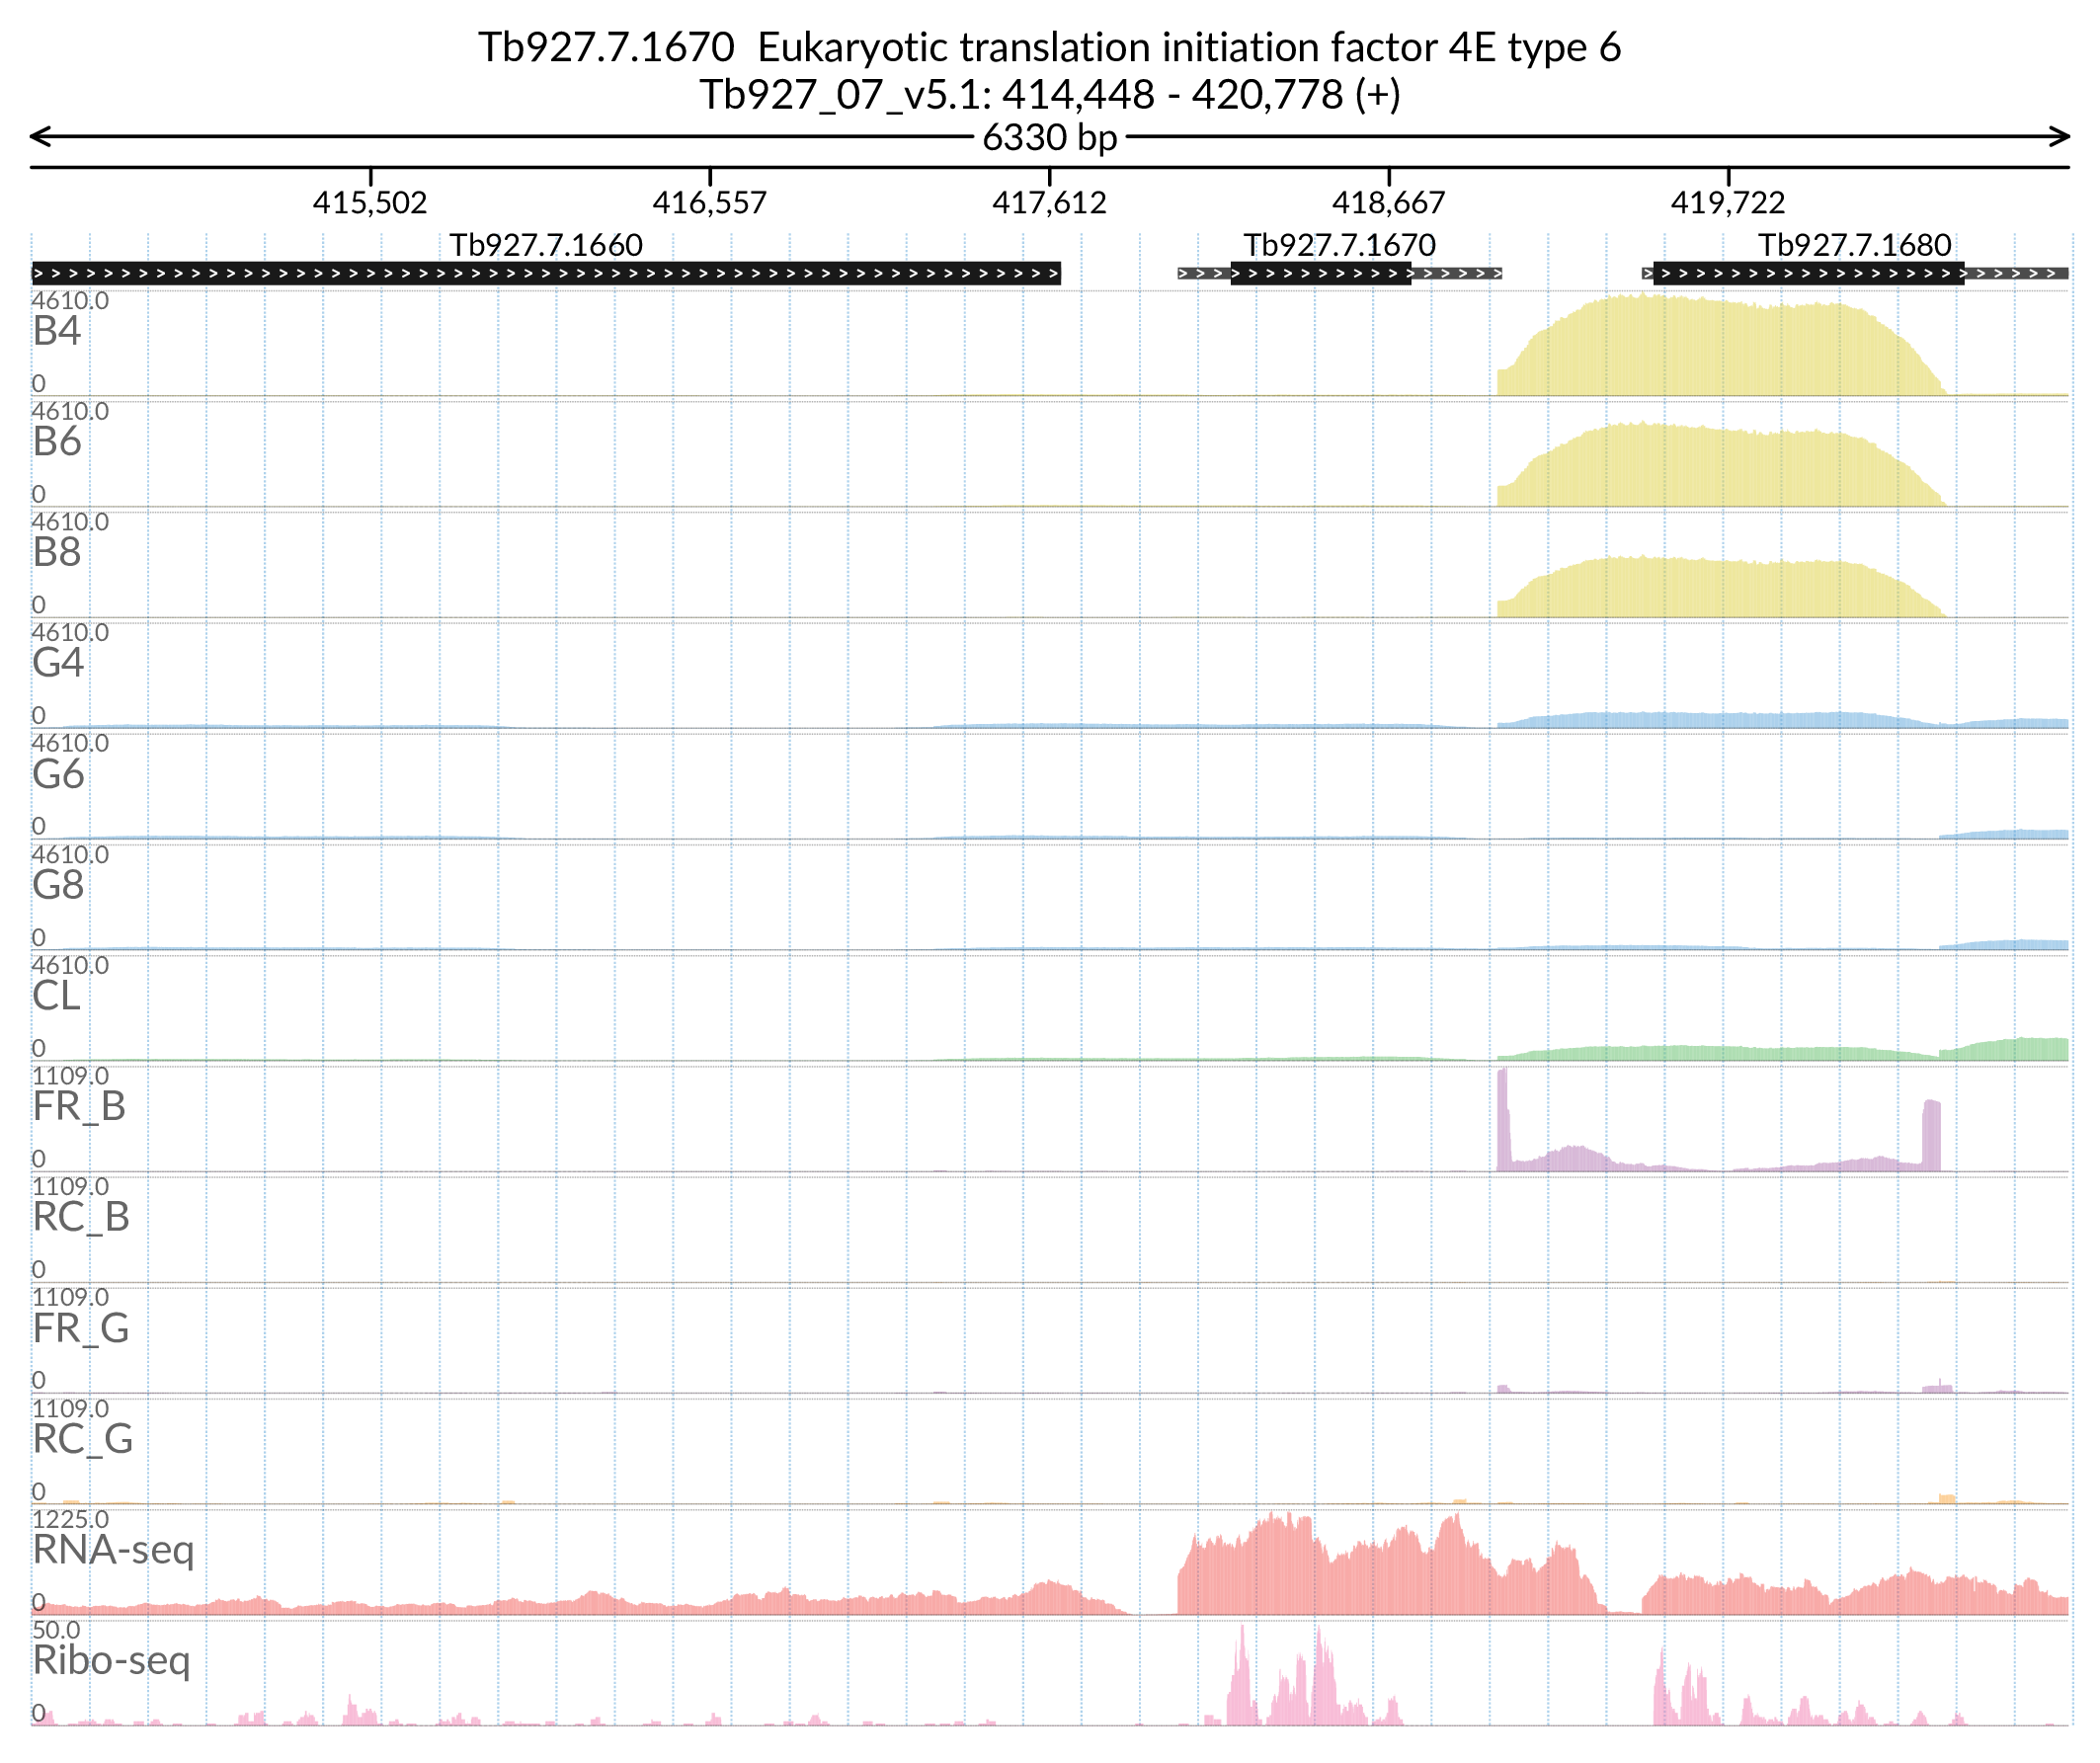 Tb927.7.1670  Eukaryotic translation initiation factor 4E type 6
Tb927_07_v5.1: 414,448 - 420,778 (+)
6330 bp
415,502 416,557 417,612 418,667 419,722
Tb927.7.1660 Tb927.7.1670 Tb927.7.1680
4610.0
B4
0
4610.0
B6
0
4610.0
B8
0
4610.0
G4
0
4610.0
G6
0
4610.0
G8
0
4610.0
CL
0
1109.0
FR_B
0
1109.0
RC_B
0
1109.0
FR_G
0
1109.0
RC_G
0
1225.0
RNA-seq
0
50.0
Ribo-seq
0